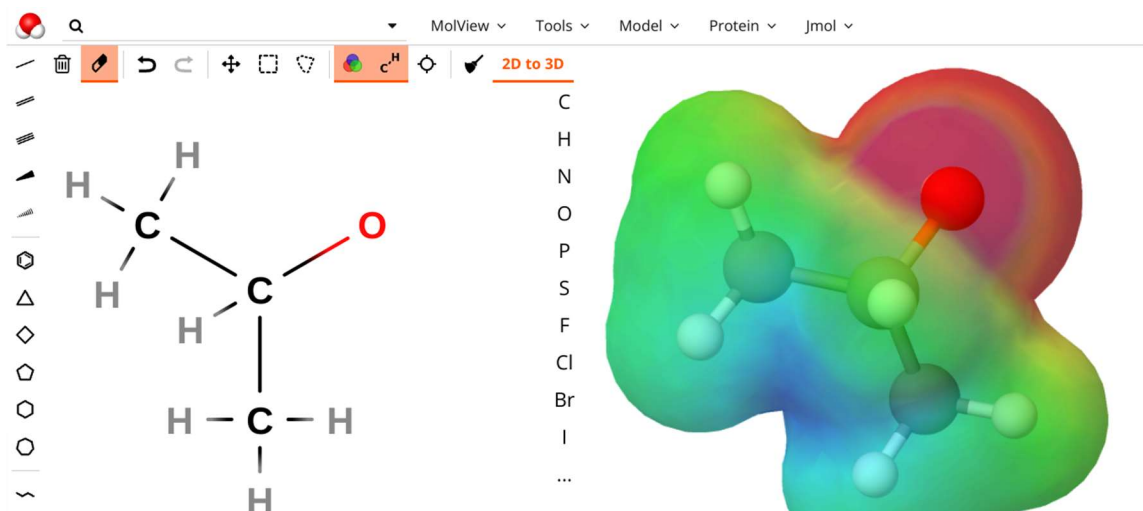 MolView Tools Model Protein Jmol
C H 2D to 3D
C
H
H
H
N
C
O
O
P
H
C
S
H
F
Cl
H C H
Br
I
...
H